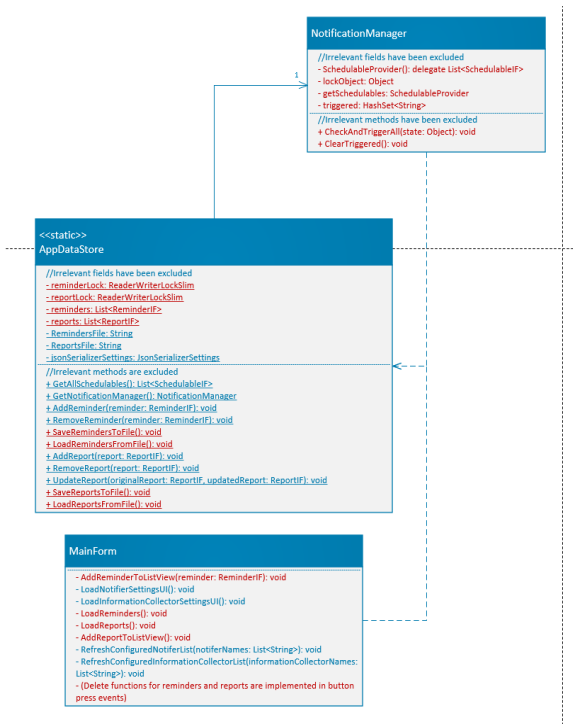 NotificationManager
//Irrelevant fields have been excluded
- SchedulableProvider(): delegate List<SchedulableIF>
- lockObject: Object
- getSchedulables: SchedulableProvider
- triggered: HashSet<String>
//Irrelevant methods have been excluded
+ CheckAndTriggerAll(state: Object): void
+ ClearTriggered(): void
1
<<static>>
AppDataStore
//Irrelevant fields have been excluded
- reminderLock: ReaderWriterLockSlim
- reportLock: ReaderWriterLockSlim
- reminders: List<ReminderIF>
- reports: List<ReportIF>
- RemindersFile: String
- ReportsFile: String
- jsonSerializerSettings: JsonSerializerSettings
//Irrelevant methods are excluded
+ GetAllSchedulables(): List<SchedulableIF>
+ GetNotificationManager(): NotificationManager
+ AddReminder(reminder: ReminderIF): void
+ RemoveReminder(reminder: ReminderIF): void
+ SaveRemindersToFile(): void
+ LoadRemindersFromFile(): void
+ AddReport(report: ReportIF): void
+ RemoveReport(report: ReportIF): void
+ UpdateReport(originalReport: ReportIF, updatedReport: ReportIF): void
+ SaveReportsToFile(): void
+ LoadReportsFromFile(): void
MainForm
- AddReminderToListView(reminder: ReminderIF): void
- LoadNotifierSettingsUI(): void
- LoadInformationCollectorSettingsUI(): void
- LoadReminders(): void
- LoadReports(): void
- AddReportToListView(): void
- RefreshConfiguredNotiferList(notiferNames: List<String>): void
- RefreshConfiguredInformationCollectorList(informationCollectorNames:
List<String>): void
- (Delete functions for reminders and reports are implemented in button
press events)